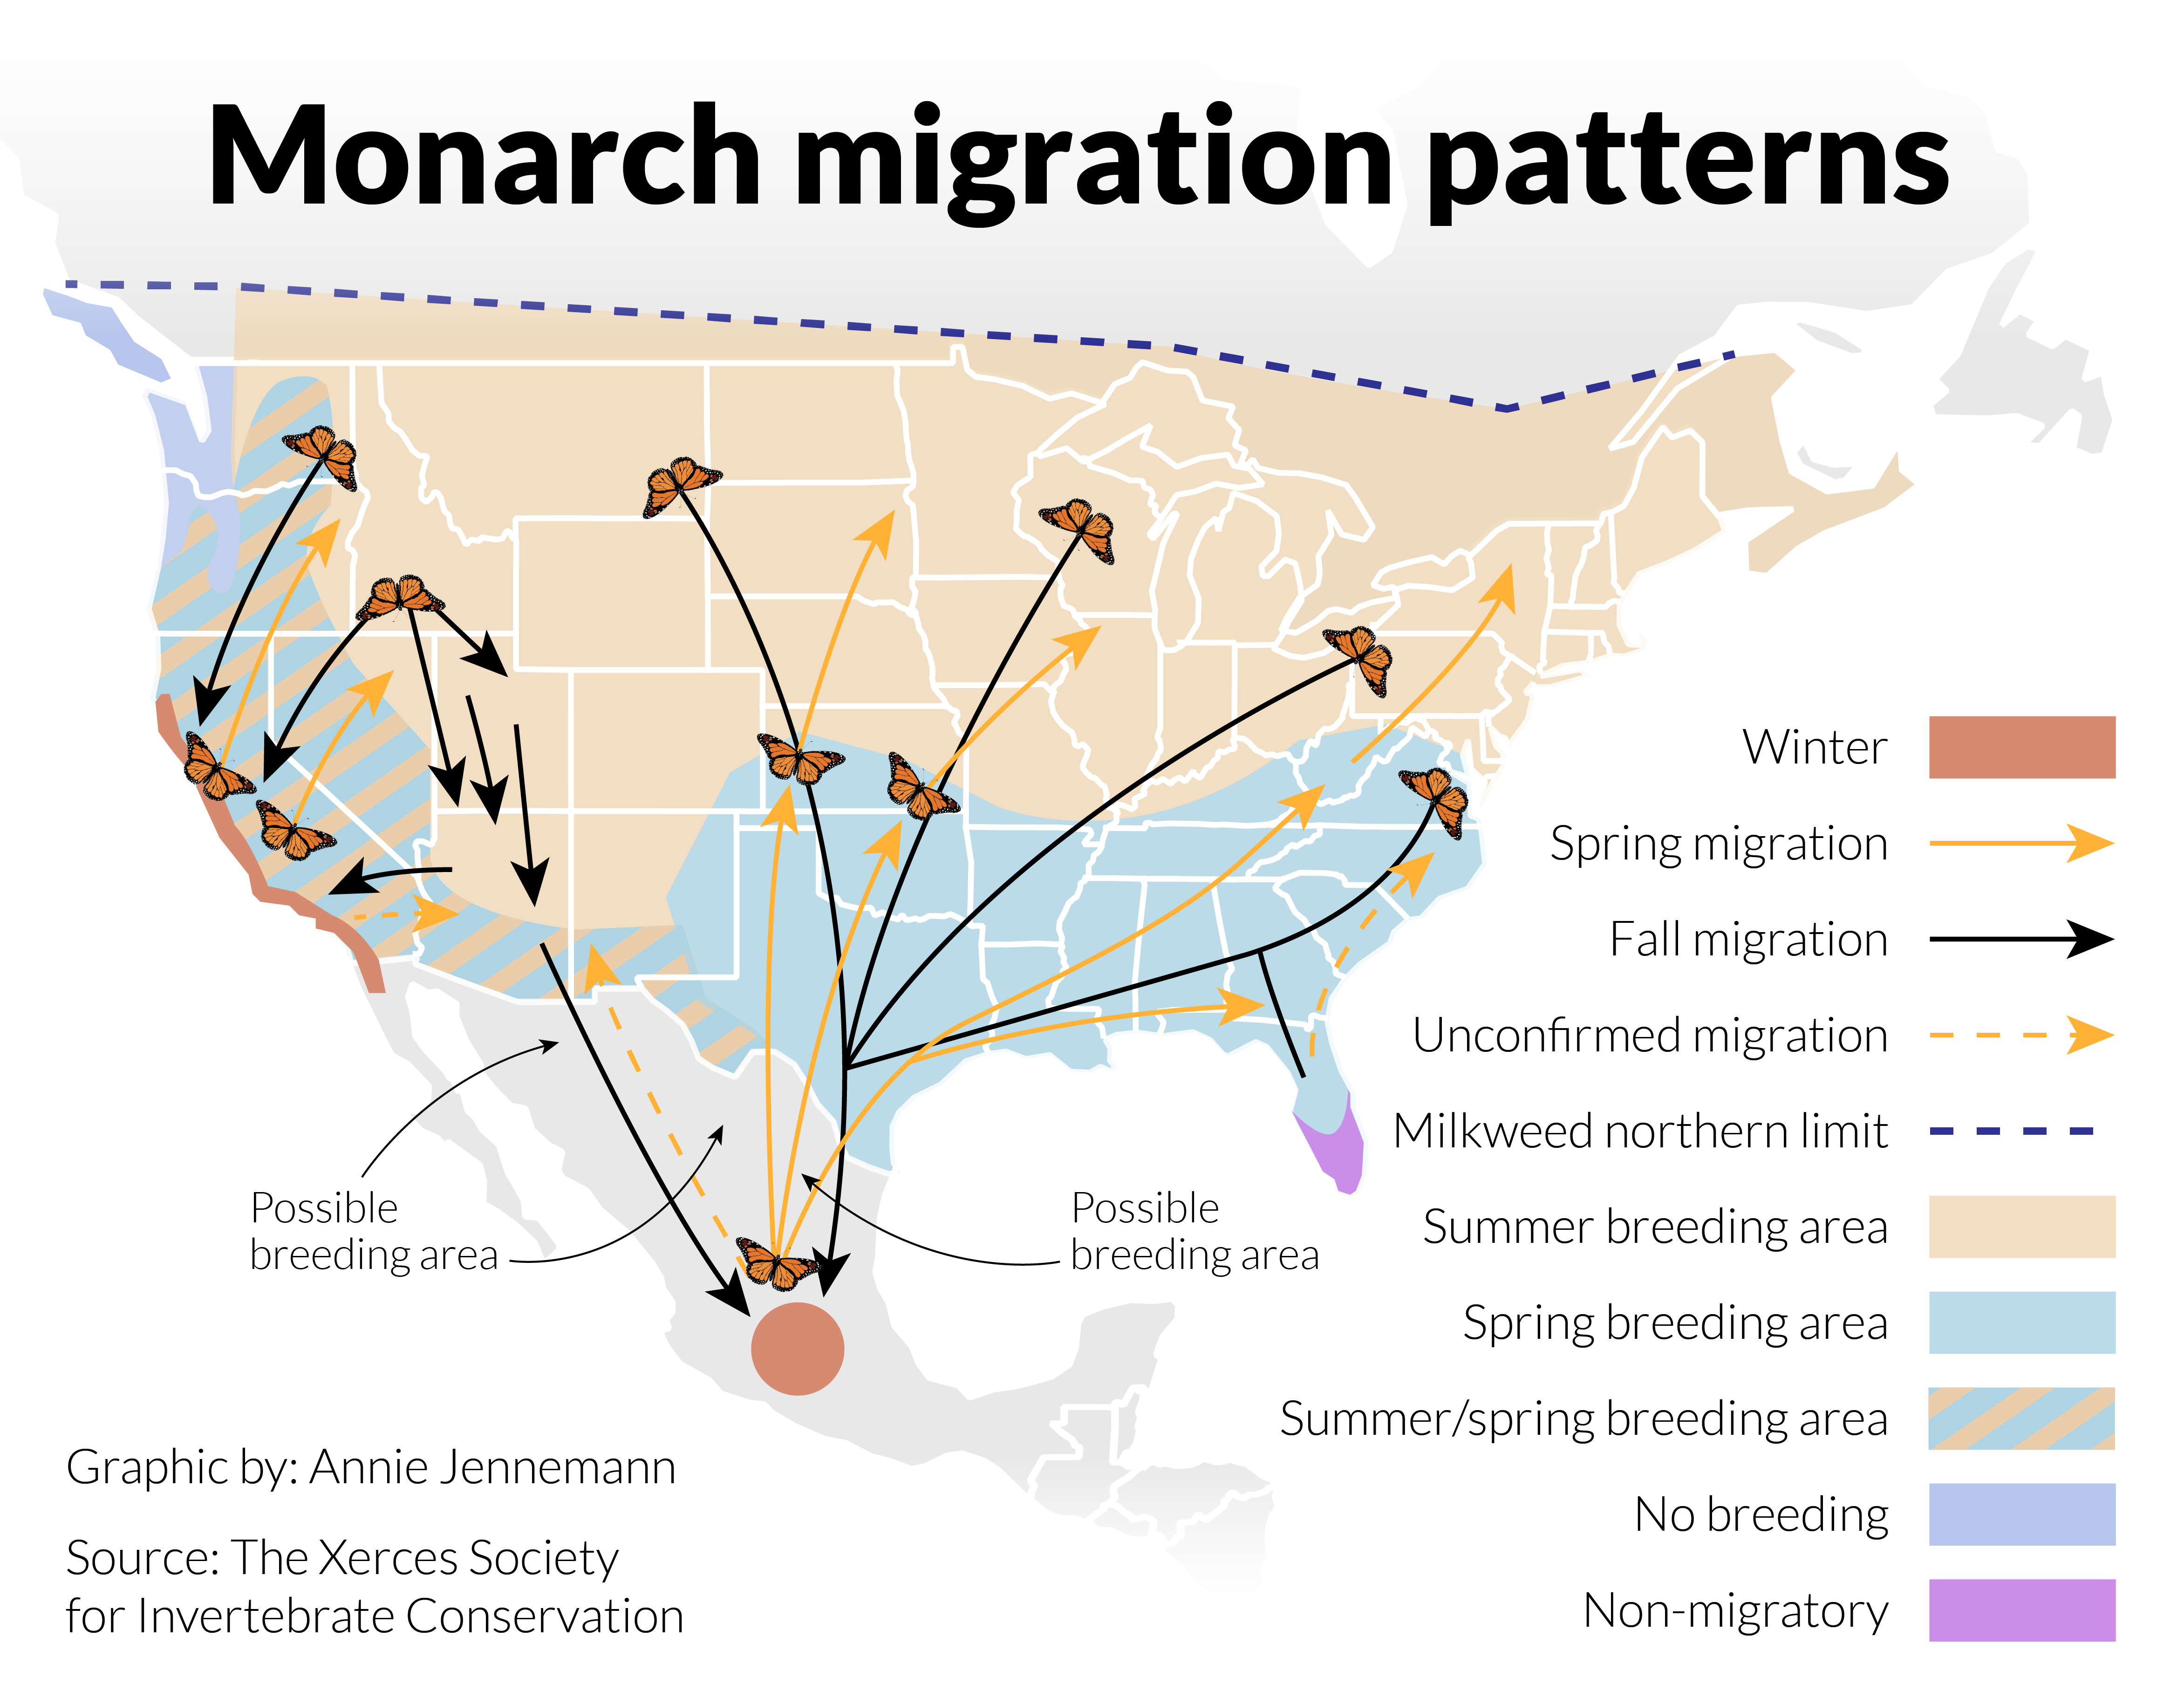 Monarch migration patterns
Winter
Spring migration
Fall migration
Unconfirmed migration
Milkweed northern limit
Summer breeding area
Spring breeding area
Summer/spring breeding area
No breeding
Non-migratory
Possible
breeding area
Possible
breeding area
Graphic by: Annie Jennemann
Source: The Xerces Society
for Invertebrate Conservation